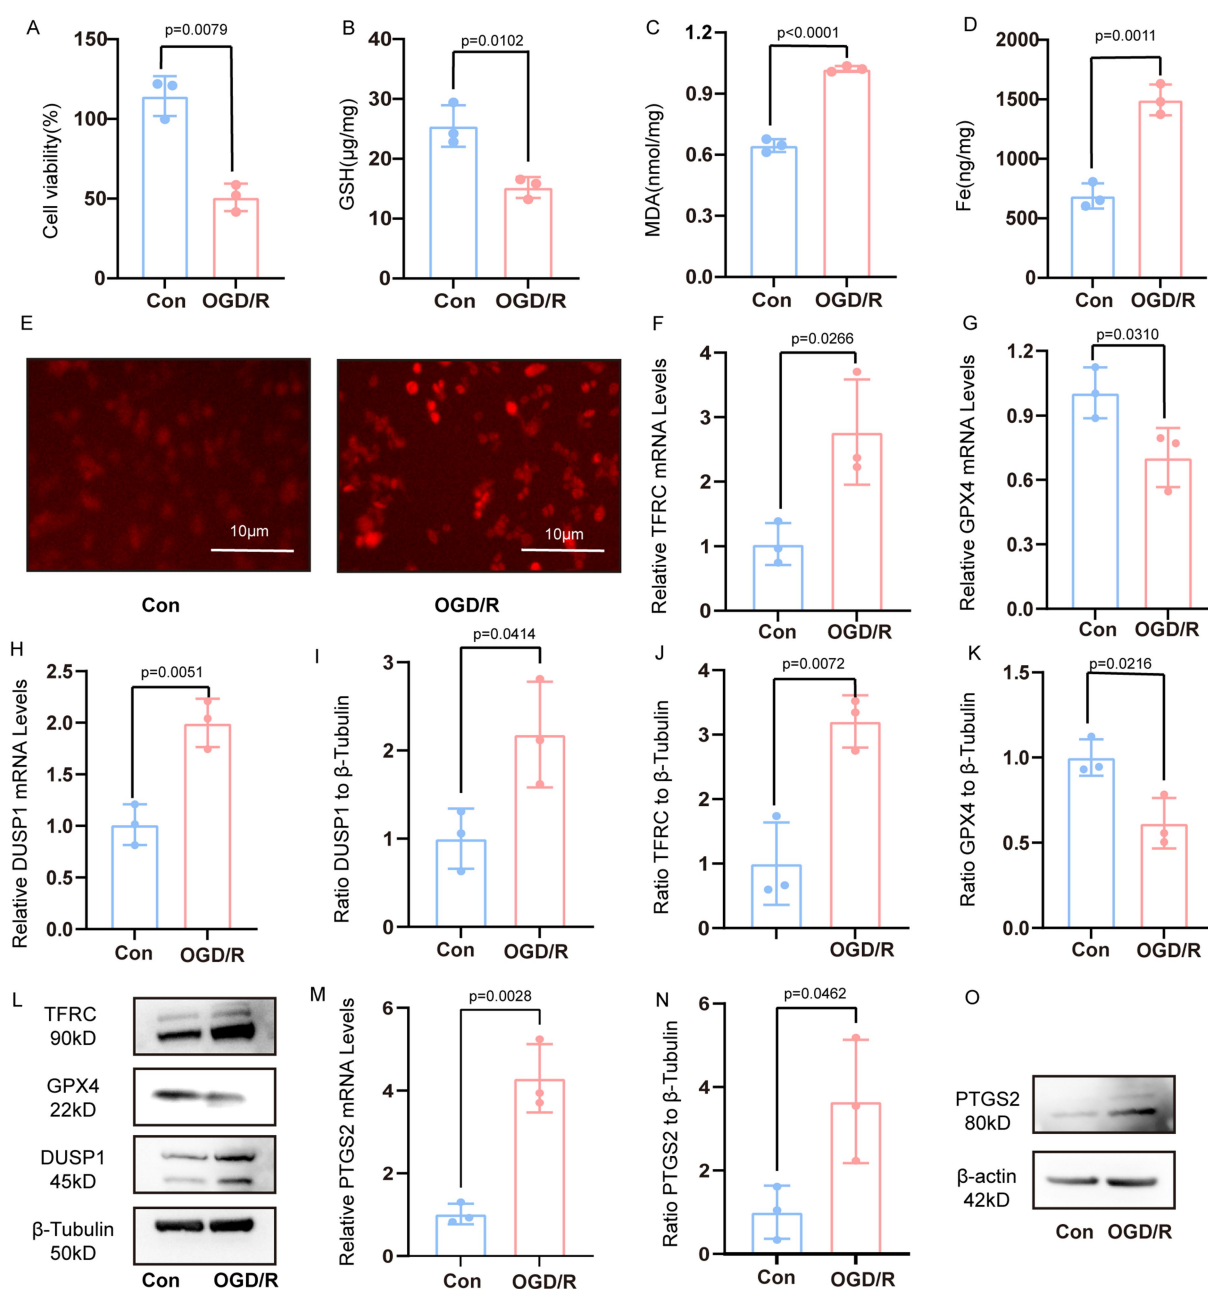 A
p=0.0079
Cell viability(%)
150
100
50
0
Con OGD/R
B
p=0.0102
GSH(μg/mg)
40
30
20
10
0
Con OGD/R
C
p<0.0001
MDA(nmol/mg)
1.2
0.9
0.6
0.3
0.0
Con OGD/R
D
p=0.0011
Fe(ng/mg)
2000
1500
1000
500
0
Con OGD/R
E
10μm
Con
10μm
OGD/R
F
p=0.0266
Relative TFRC mRNA Levels
4
3
2
1
0
Con OGD/R
G
p=0.0310
Relative GPX4 mRNA Levels
1.2
0.9
0.6
0.3
0.0
Con OGD/R
H
p=0.0051
Relative DUSP1 mRNA Levels
2.5
2.0
1.5
1.0
0.5
0.0
Con OGD/R
I
p=0.0414
Ratio DUSP1 to β-Tubulin
3
2
1
0
Con OGD/R
J
p=0.0072
Ratio TFRC to β-Tubulin
4
3
2
1
0
OGD/R
K
p=0.0216
Ratio GPX4 to β-Tubulin
1.5
1.0
0.5
0.0
Con OGD/R
L
TFRC
90kD
GPX4
22kD
DUSP1
45kD
β-Tubulin
50kD
Con OGD/R
M
p=0.0028
Relative PTGS2 mRNA Levels
6
4
2
0
Con OGD/R
N
p=0.0462
Ratio PTGS2 to β-Tubulin
6
4
2
0
Con OGD/R
O
PTGS2
80kD
β-actin
42kD
Con OGD/R